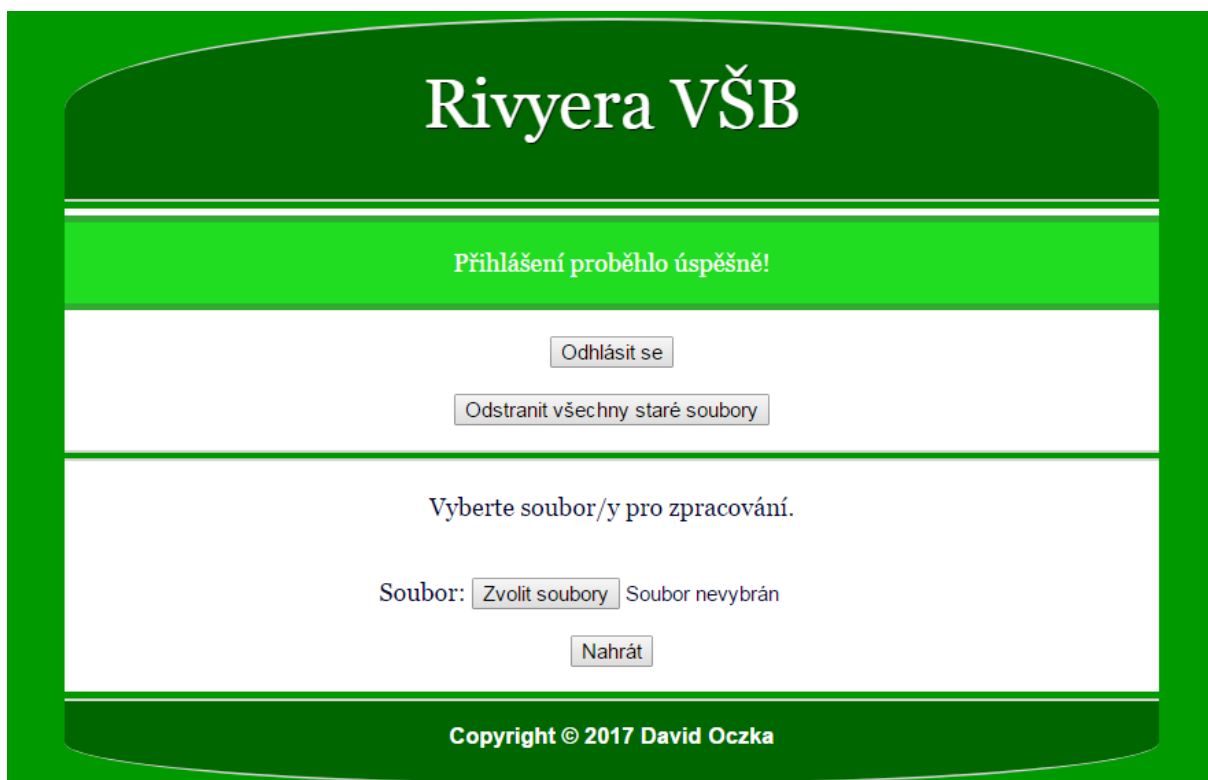 Rivyera VŠB
Přihlášení proběhlo úspěšně!
Odhlásit se
Odstranit všechny staré soubory
Vyberte soubor/y pro zpracování.
Soubor: Zvolit soubory Soubor nevybrán
Nahrát
Copyright © 2017 David Oczka